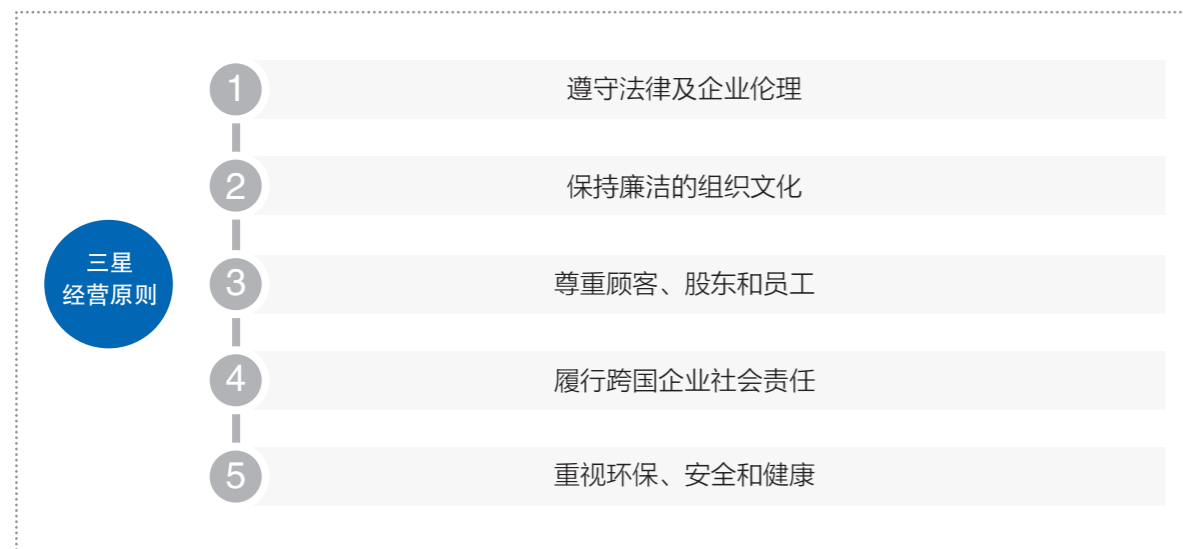 三星
经营原则
1
遵守法律及企业伦理
2
保持廉洁的组织文化
3
尊重顾客、股东和员工
4
履行跨国企业社会责任
5
重视环保、安全和健康